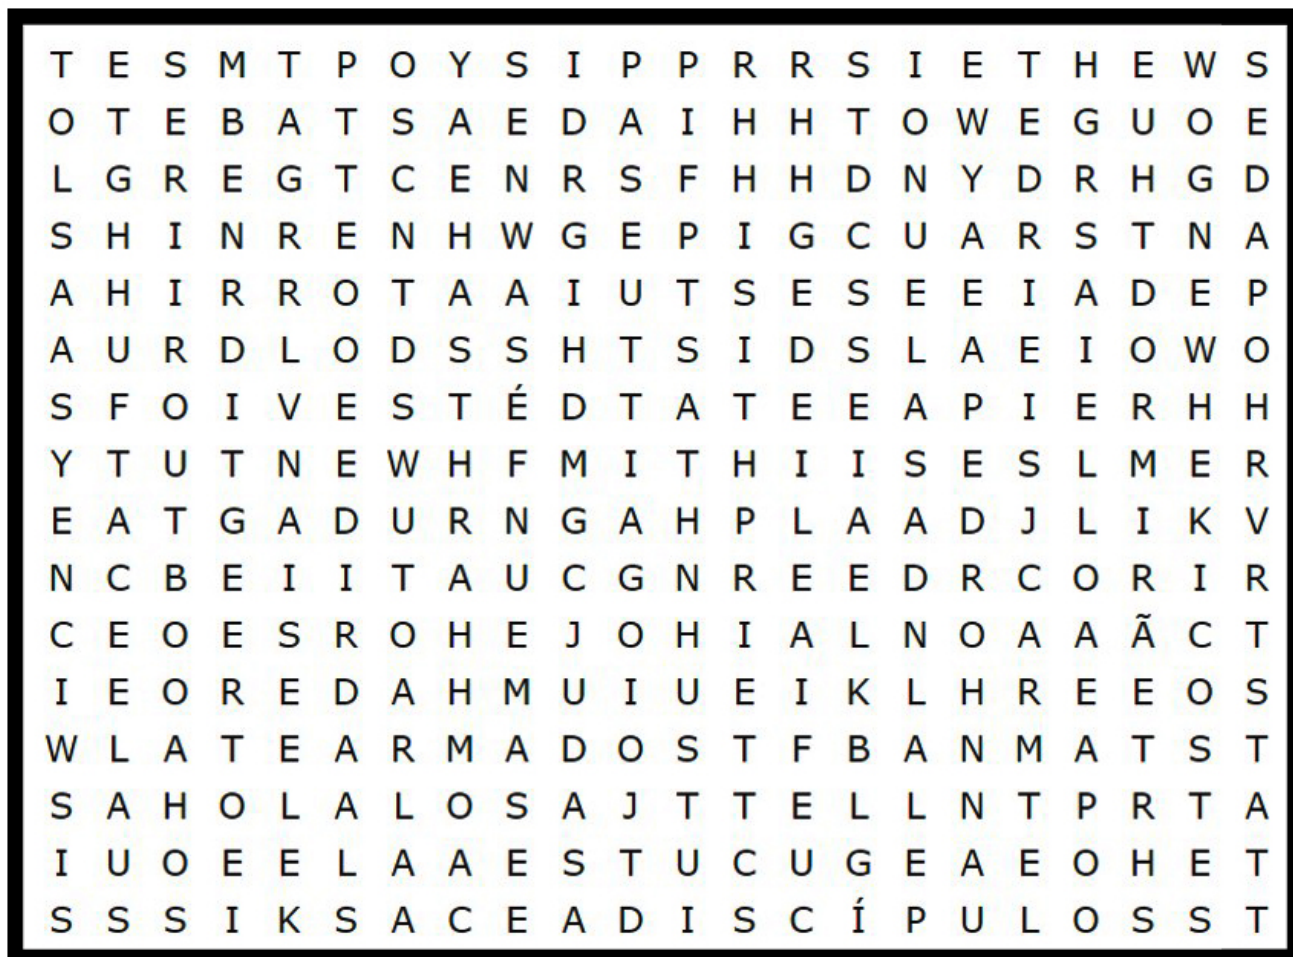 T E S M T P O Y S I P P R R S I E T H E W S
O T E B A T S A E D A I H H T O W E G U O E
L G R E G T C E N R S F H H D N Y D R H G D
S H I N R E N H W G E P I G C U A R S T N A
A H I R R O T A A I U T S E S E E I A D E P
A U R D L O D S S H T S I D S L A E I O W O
S F O I V E S T É D T A T E E A P I E R H H
Y T U T N E W H F M I T H I I S E S L M E R
E A T G A D U R N G A H P L A A D J L I K V
N C B E I I T A U C G N R E E D R C O R I R
C E O E S R O H E J O H I A L N O A A Ã C T
I E O R E D A H M U I U E I K L H R E E O S
W L A T E A R M A D O S T F B A N M A T S T
S A H O L A L O S A J T T E L L N T P R T A
I U O E E L A A E S T U C U G E A E O H E T
S S S I K S A C E A D I S C Í P U L O S S T